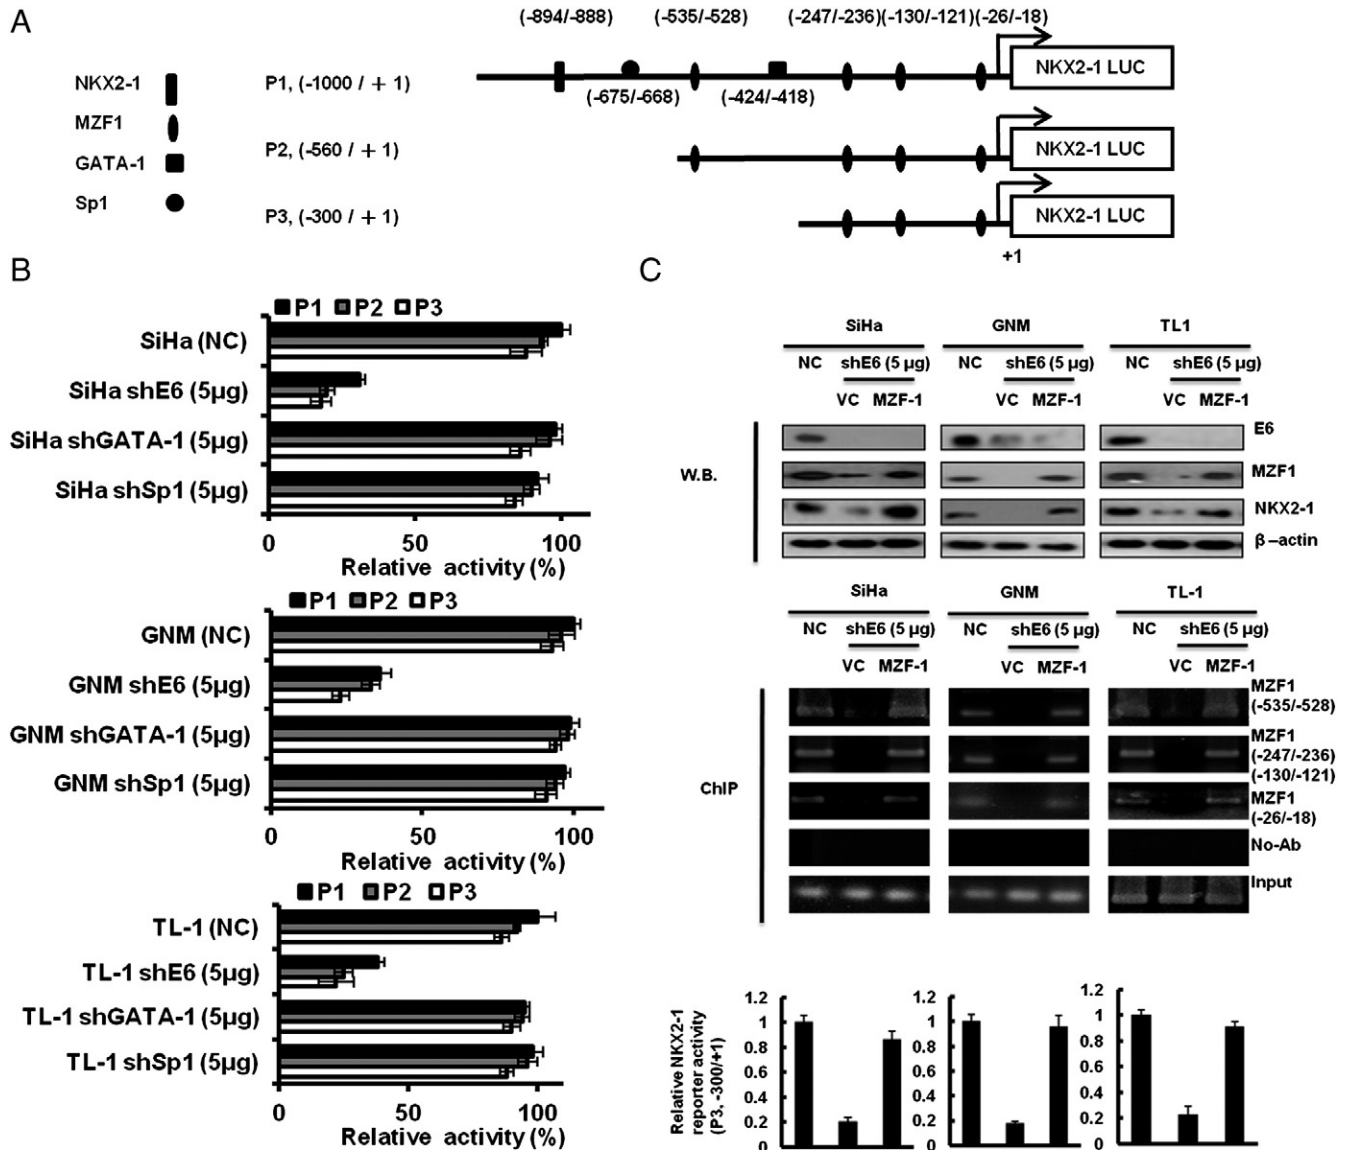 A
(-894/-888) (-535/-528) (-247/-236)(-130/-121)(-26/-18)
NKX2-1
MZF1
GATA-1
Sp1
P1, (-1000 / + 1)
P2, (-560 / + 1)
P3, (-300 / + 1)
(-675/-668) (-424/-418)
NKX2-1 LUC
NKX2-1 LUC
NKX2-1 LUC
+1
B
P1 P2 P3
SiHa (NC)
SiHa shE6 (5μg)
SiHa shGATA-1 (5μg)
SiHa shSp1 (5μg)
0 50 100
Relative activity (%)
P1 P2 P3
GNM (NC)
GNM shE6 (5μg)
GNM shGATA-1 (5μg)
GNM shSp1 (5μg)
0 50 100
Relative activity (%)
P1 P2 P3
TL-1 (NC)
TL-1 shE6 (5μg)
TL-1 shGATA-1 (5μg)
TL-1 shSp1 (5μg)
0 50 100
Relative activity (%)
C
SiHa GNM TL1
NC shE6 (5 μg) NC shE6 (5 μg) NC shE6 (5 μg)
VC MZF-1 VC MZF-1 VC MZF-1
W.B.
E6
MZF1
NKX2-1
β–actin
SiHa GNM TL-1
NC shE6 (5 μg) NC shE6 (5 μg) NC shE6 (5 μg)
VC MZF-1 VC MZF-1 VC MZF-1
ChIP
MZF1
(-535/-528)
MZF1
(-247/-236)
(-130/-121)
MZF1
(-26/-18)
No-Ab
Input
Relative NKX2-1
reporter activity
(P3, -300/+1)
1.2
1
0.8
0.6
0.4
0.2
0
1.2
1
0.8
0.6
0.4
0.2
0
1.2
1
0.8
0.6
0.4
0.2
0